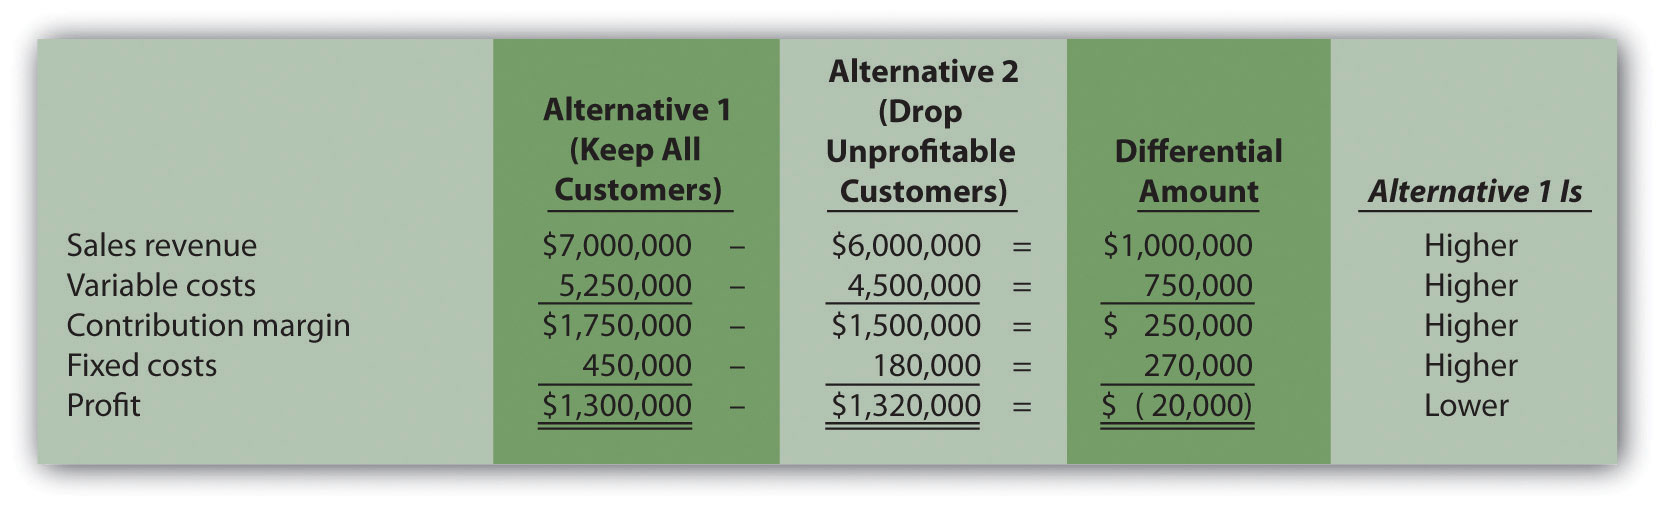 Alternative 1
(Keep All
Customers)
Alternative 2
(Drop
Unprofitable
Customers)
Differential
Amount
Alternative 1 Is
Sales revenue $7,000,000 – $6,000,000 = $1,000,000 Higher
Variable costs 5,250,000 – 4,500,000 = 750,000 Higher
Contribution margin $1,750,000 – $1,500,000 = $ 250,000 Higher
Fixed costs 450,000 – 180,000 = 270,000 Higher
Profit $1,300,000 – $1,320,000 = $ ( 20,000) Lower